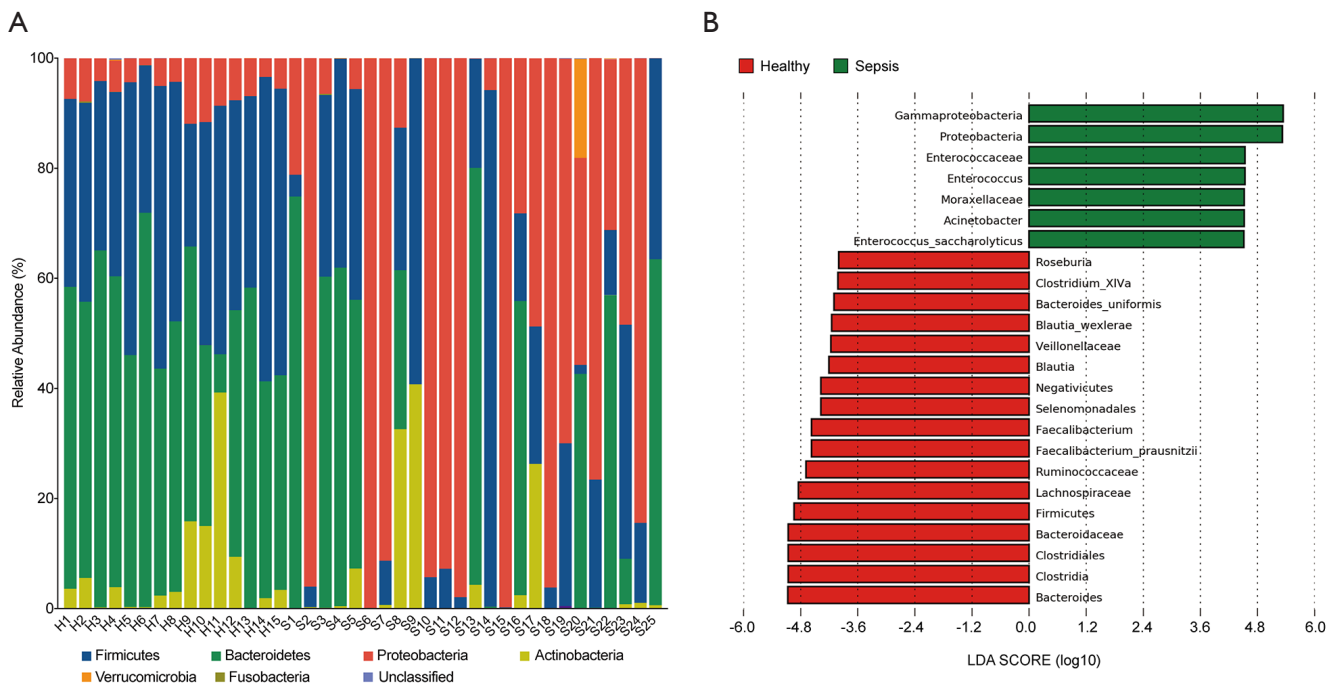 A
100
80
60
40
20
0
Relative Abundance (%)
H1 H2 H3 H4 H5 H6 H7 H8 H9 H10 H11 H12 H13 H14 H15 S1 S2 S3 S4 S5 S6 S7 S8 S9 S10 S11 S12 S13 S14 S15 S16 S17 S18 S19 S20 S21 S22 S23 S24 S25
Firmicutes Bacteroidetes Proteobacteria Actinobacteria
Verrucomicrobia Fusobacteria Unclassified
B
Healthy Sepsis
Gammaproteobacteria
Proteobacteria
Enterococcaceae
Enterococcus
Moraxellaceae
Acinetobacter
Enterococcus_saccharolyticus
Roseburia
Clostridium_XIVa
Bacteroides_uniformis
Blautia_wexlerae
Veillonellaceae
Blautia
Negativicutes
Selenomonadales
Faecalibacterium
Faecalibacterium_prausnitzii
Ruminococcaceae
Lachnospiraceae
Firmicutes
Bacteroidaceae
Clostridiales
Clostridia
Bacteroides
-6.0 -4.8 -3.6 -2.4 -1.2 0.0 1.2 2.4 3.6 4.8 6.0
LDA SCORE (log10)